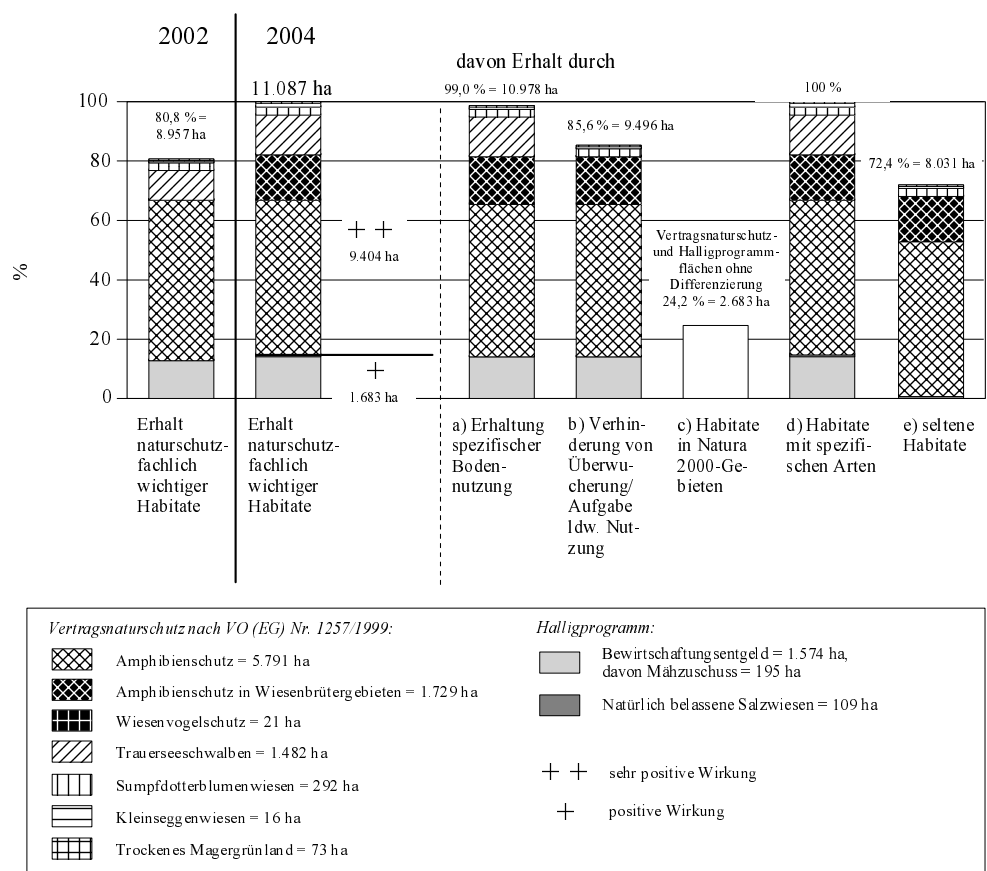 2002
2004
davon Erhalt durch
11.087 ha
99,0 % = 10.978 ha
100 %
80,8 % =
8.957 ha
85,6 % = 9.496 ha
72,4 % = 8.031 ha
100
80
60
40
20
0
%
+ +
9.404 ha
+
1.683 ha
Vertragsnaturschutz-
und Halligprogramm-
flächen ohne
Differenzierung
24,2 % = 2.683 ha
Erhalt
naturschutz-
fachlich
wichtiger
Habitate
Erhalt
naturschutz-
fachlich
wichtiger
Habitate
a) Erhaltung
spezifischer
Boden-
nutzung
b) Verhin-
derung von
Überwu-
cherung/
Aufgabe
ldw. Nut-
zung
c) Habitate
in Natura
2000-Ge-
bieten
d) Habitate
mit spezifi-
schen Arten
e) seltene
Habitate
Vertragsnaturschutz nach VO (EG) Nr. 1257/1999:
Amphibienschutz = 5.791 ha
Amphibienschutz in Wiesenbrütergebieten = 1.729 ha
Wiesenvogelschutz = 21 ha
Trauerseeschwalben = 1.482 ha
Sumpfdotterblumenwiesen = 292 ha
Kleinseggenwiesen = 16 ha
Trockenes Magergrünland = 73 ha
Halligprogramm:
Bewirtschaftungsentgeld = 1.574 ha,
davon Mähzuschuss = 195 ha
Natürlich belassene Salzwiesen = 109 ha
+ + sehr positive Wirkung
+ positive Wirkung